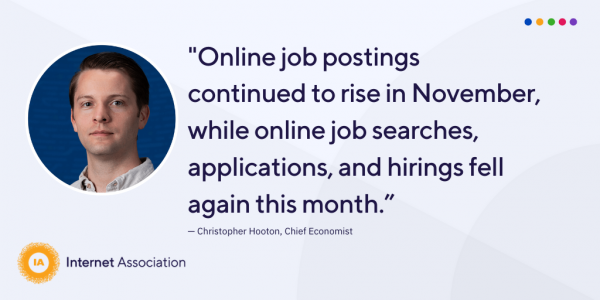 "Online job postings
continued to rise in November,
while online job searches,
applications, and hirings fell
again this month.”
— Christopher Hooton, Chief Economist
IA
Internet Association